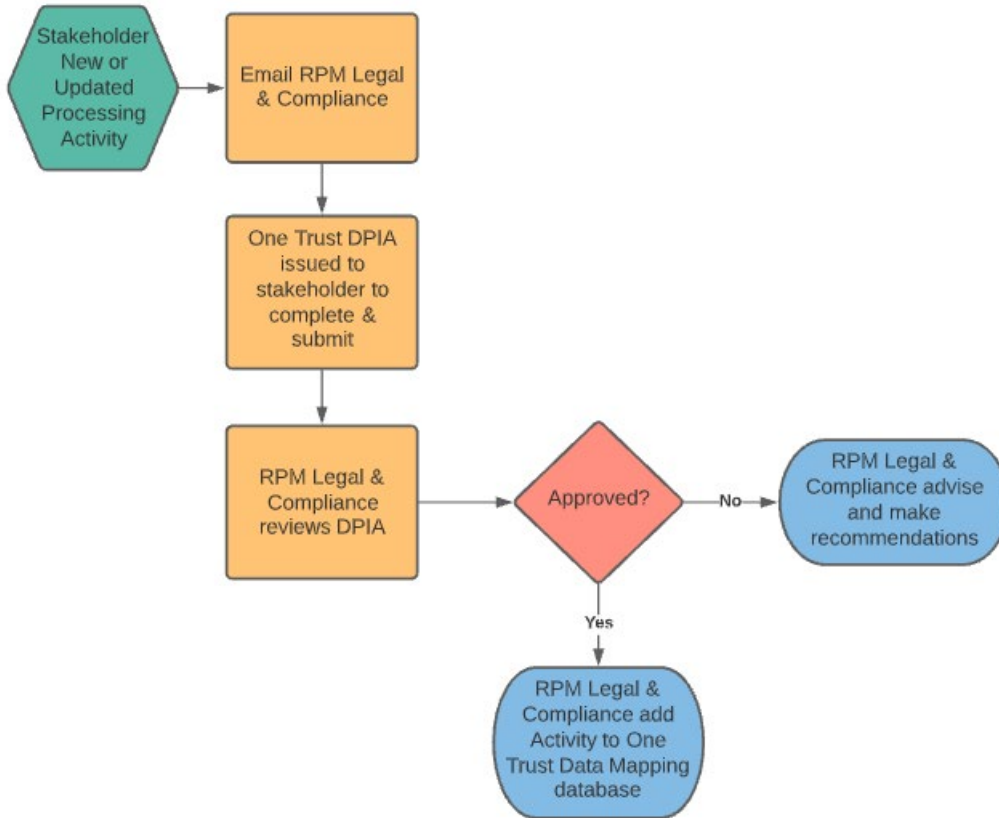 Stakeholder
New or
Updated
Processing
Activity
Email RPM Legal
& Compliance
One Trust DPIA
issued to
stakeholder to
complete &
submit
RPM Legal &
Compliance
reviews DPIA
Approved?
No
RPM Legal &
Compliance advise
and make
recommendations
Yes
RPM Legal &
Compliance add
Activity to One
Trust Data Mapping
database